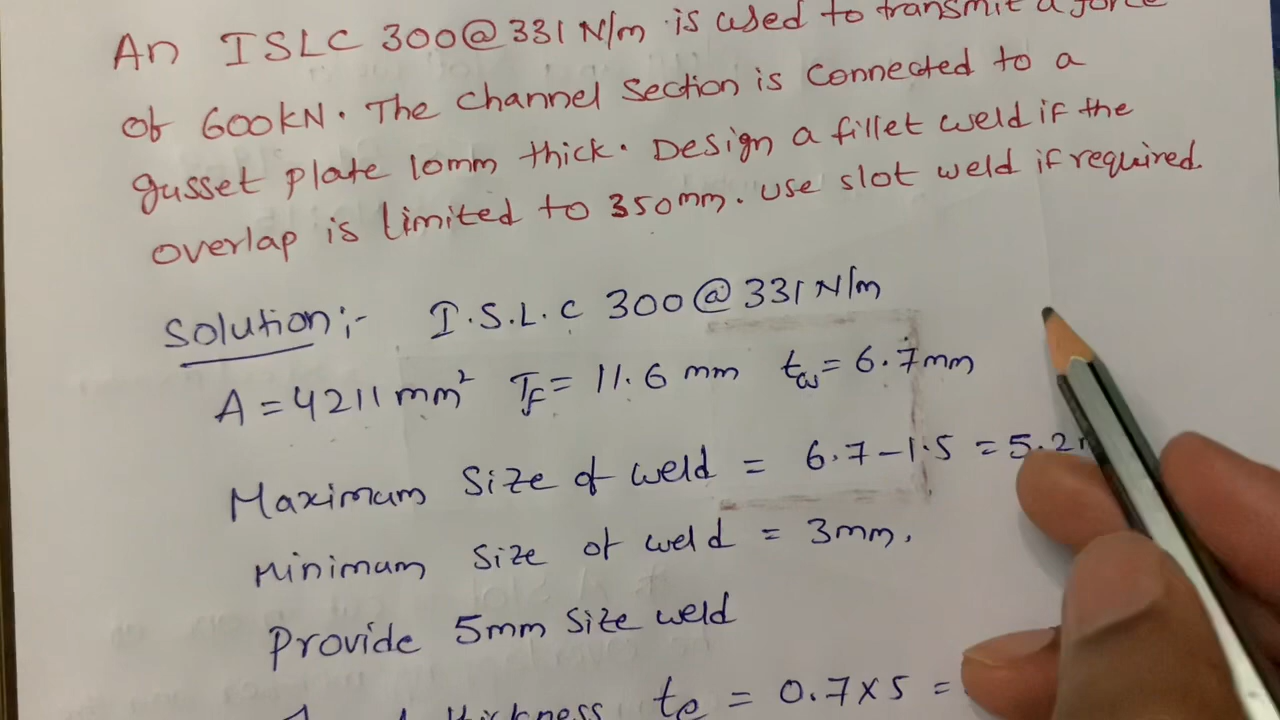 An ISLC 300@331 N/m is used to transmit a force
of 600kN. The channel section is connected to a
gusset plate 10mm thick. Design a fillet weld if the
overlap is limited to 350mm. Use slot weld if required.
Solution:- I.S.L.C 300@331 N/m
A = 4211 mm² TF = 11.6 mm tw = 6.7mm
Maximum size of weld = 6.7-1.5 = 5.2
Minimum size of weld = 3mm.
Provide 5mm size weld
thickness te = 0.7×5 =